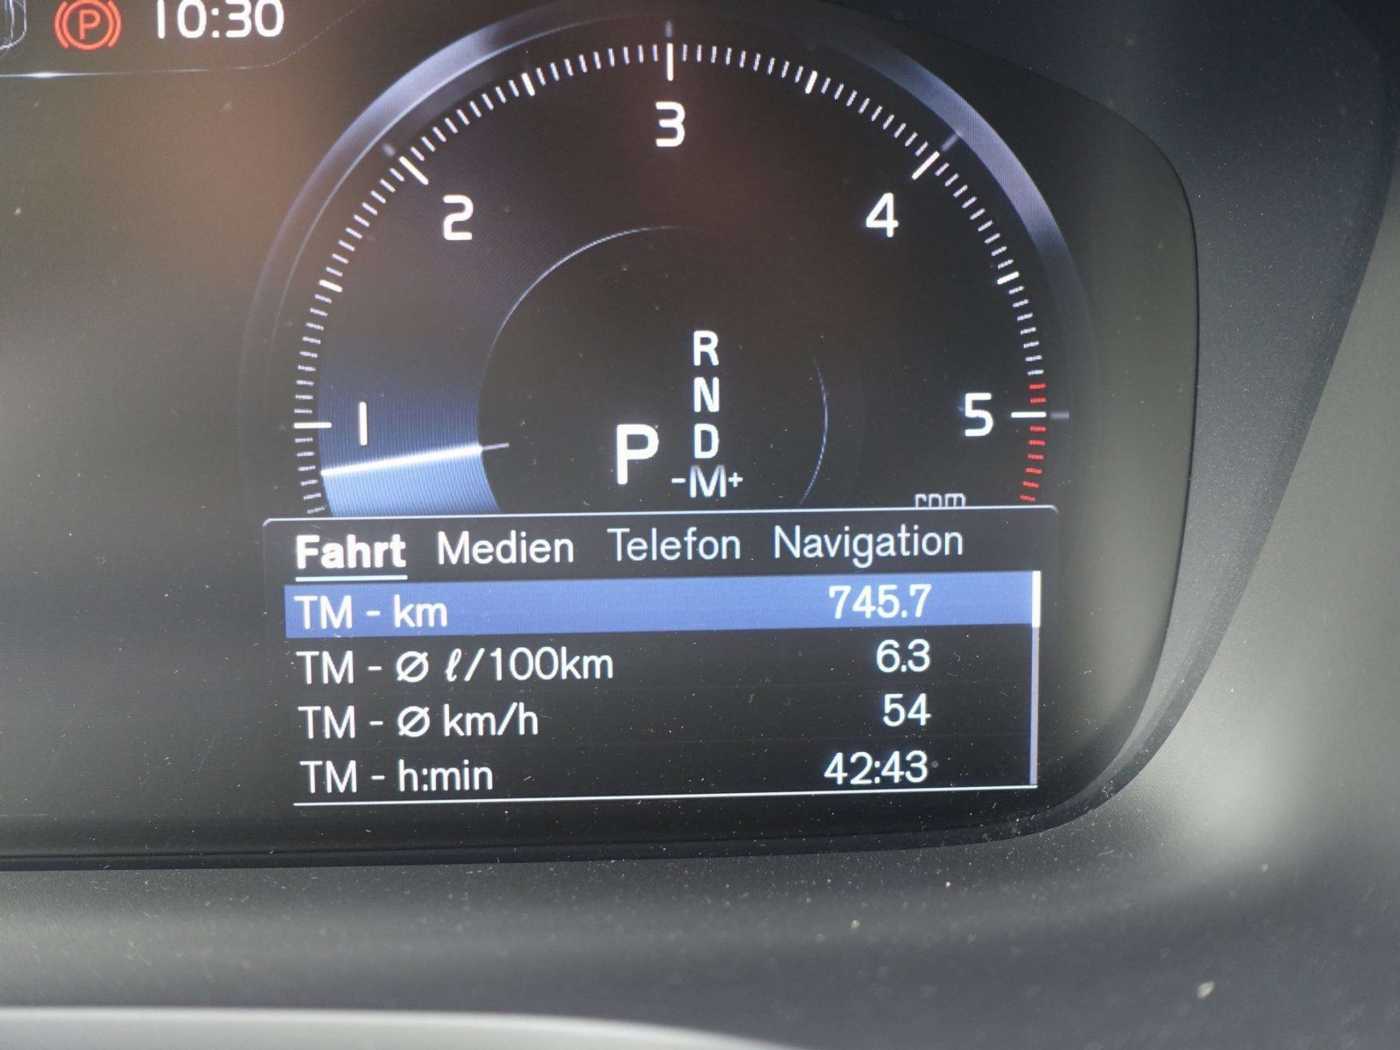 P 10:30
3
2 4
R
N
1 5
P D
-M+
rpm
Fahrt Medien Telefon Navigation
TM - km 745.7
TM - Ø ℓ/100km 6.3
TM - Ø km/h 54
TM - h:min 42:43